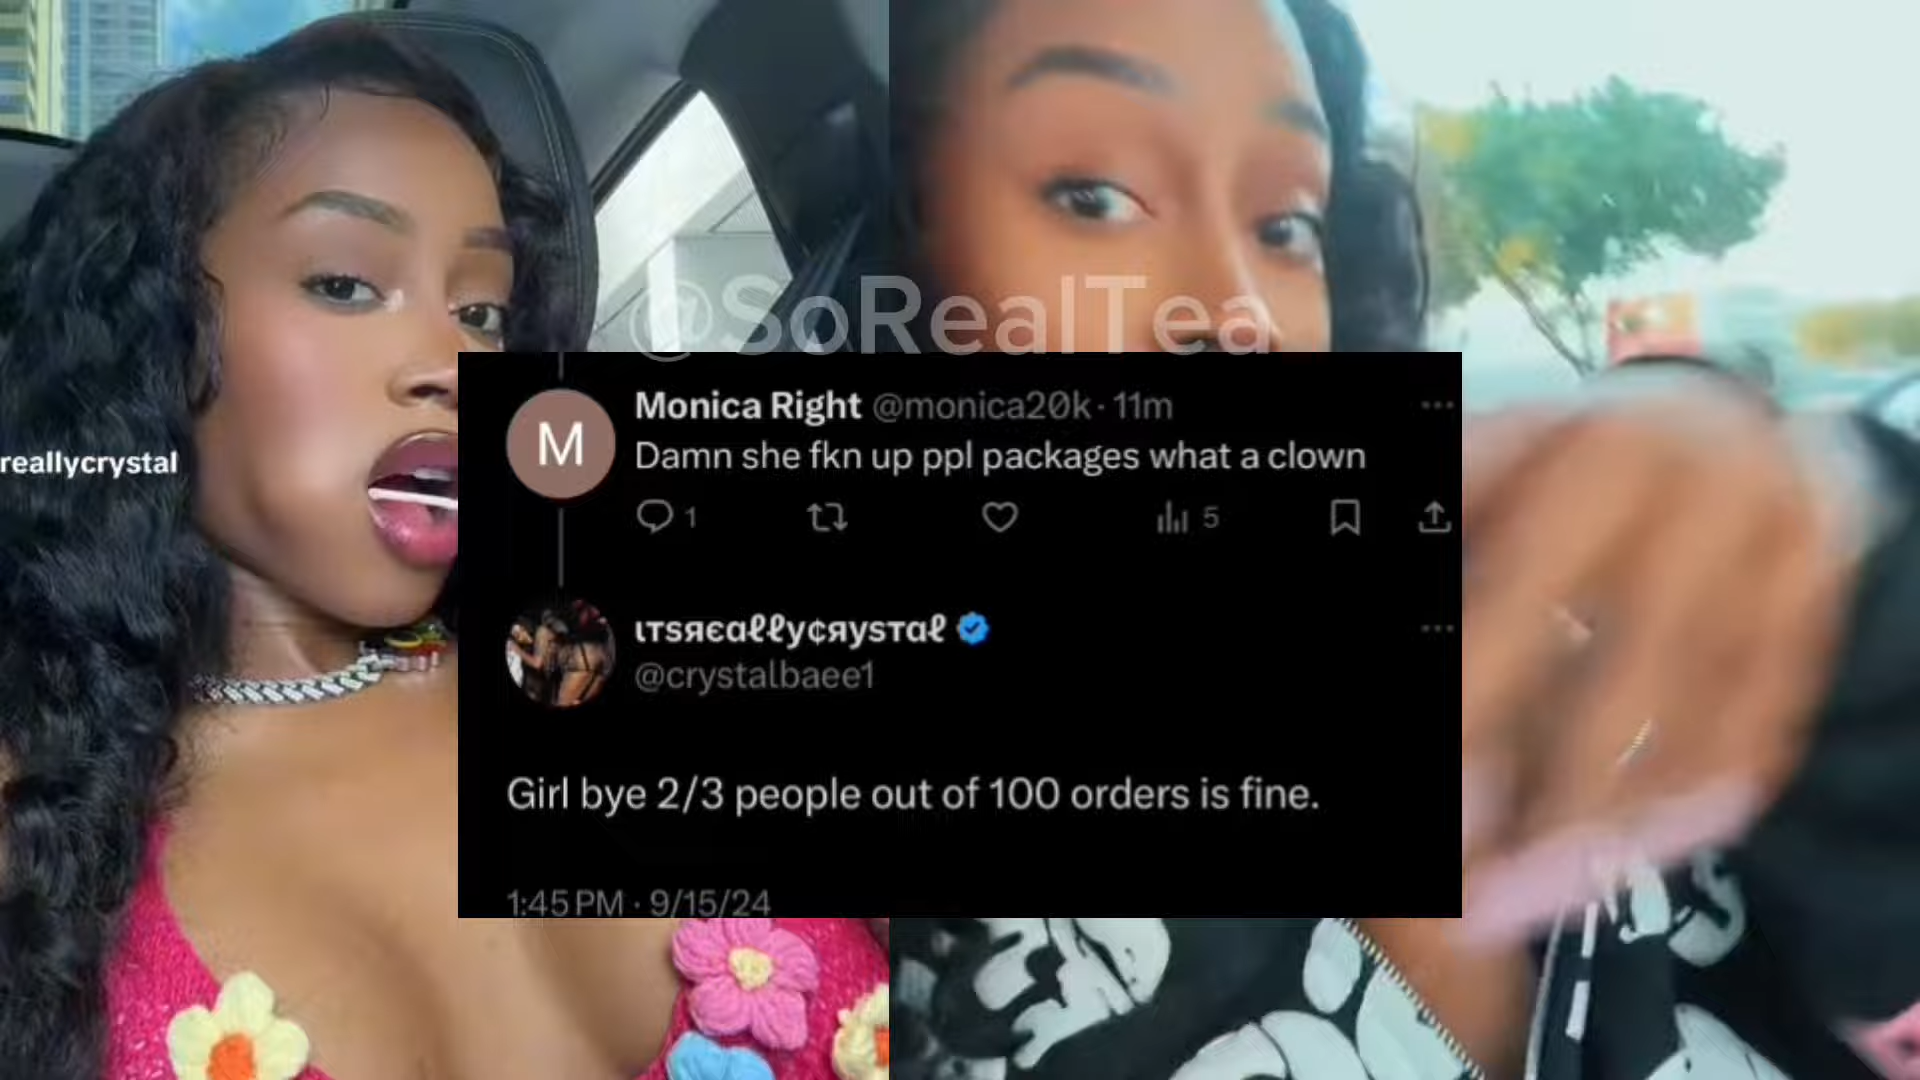 @SoRealTea
reallycrystal
M
Monica Right @monica20k · 11m
Damn she fkn up ppl packages what a clown
1 5
ιтѕяєαℓℓу¢яуѕтαℓ
@crystalbaee1
Girl bye 2/3 people out of 100 orders is fine.
1:45 PM · 9/15/24